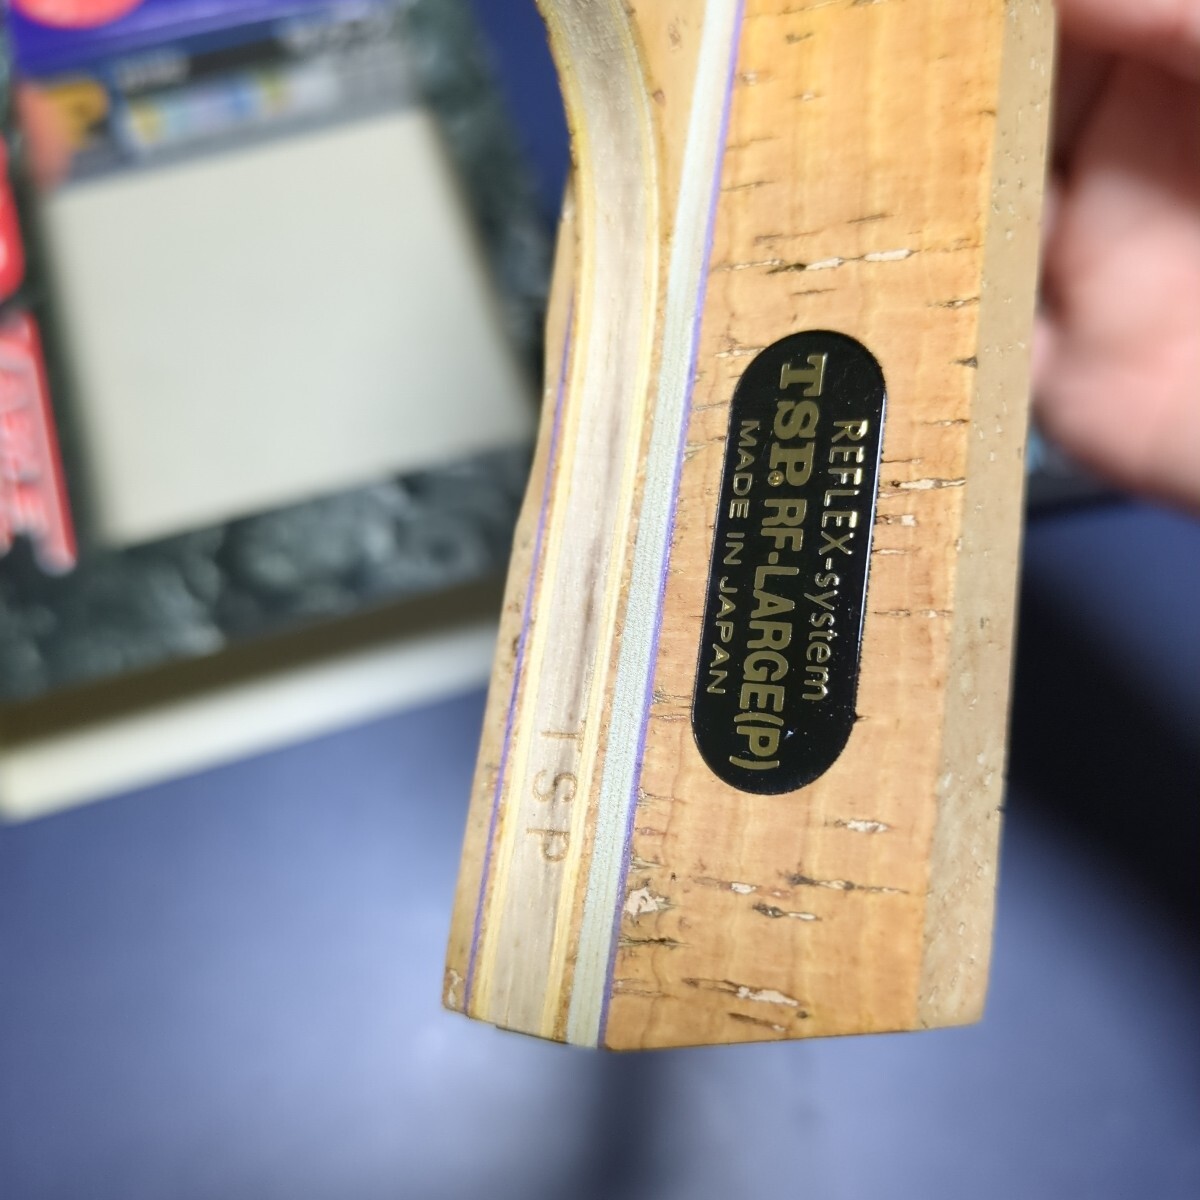 REFLEX-system
TSP. RF-LARGE(P)
MADE IN JAPAN
TSP